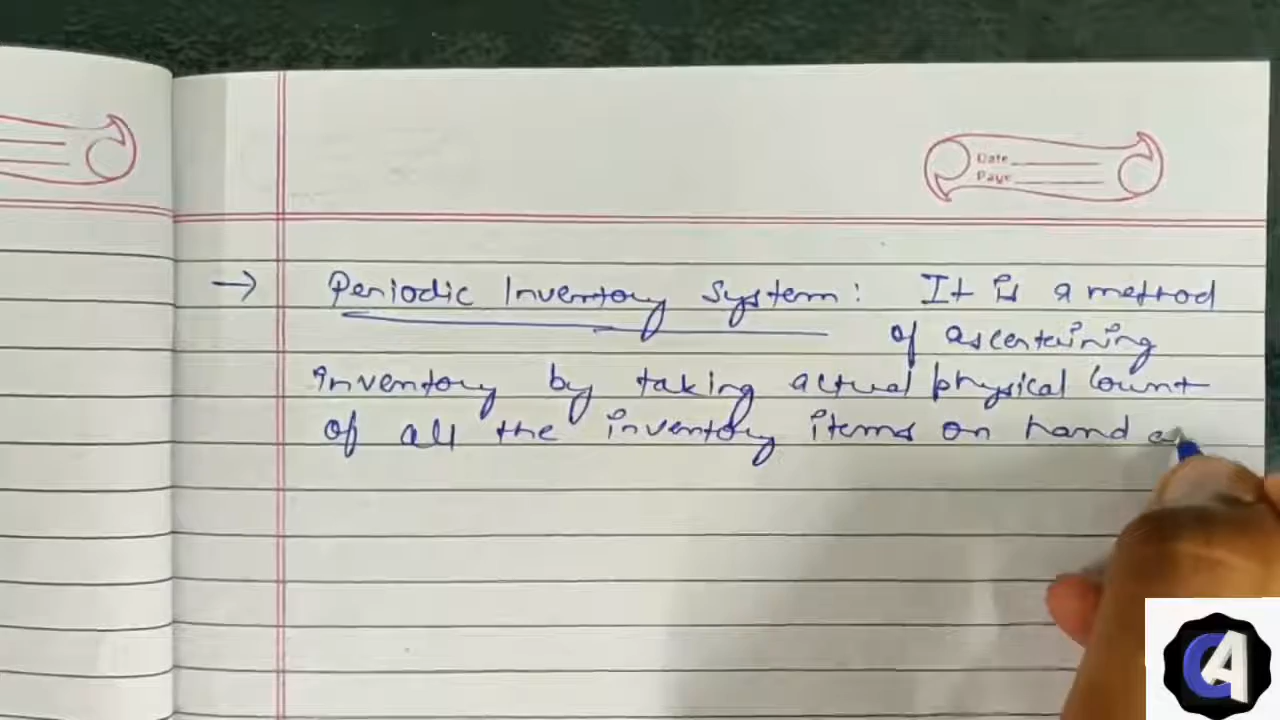 Date
Page
→ Periodic Inventory System: It is a method
of ascertaining
inventory by taking actual physical count
of all the inventory items on hand
CA